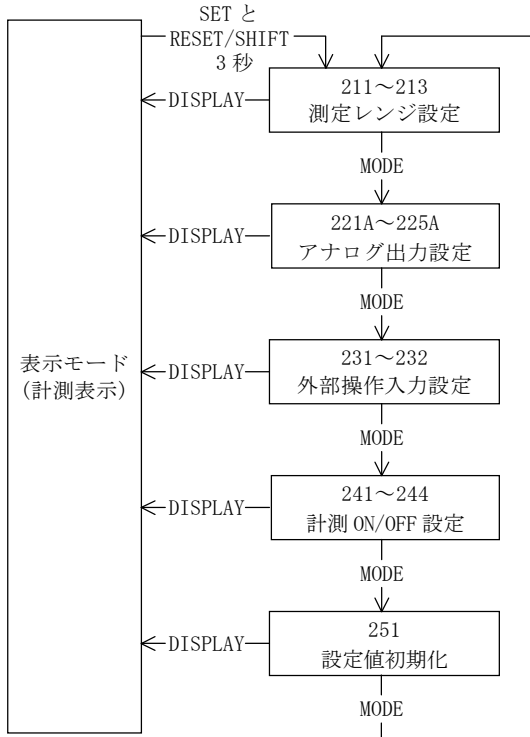 SET と
RESET/SHIFT
3 秒
211～213
測定レンジ設定
DISPLAY
MODE
221A～225A
アナログ出力設定
DISPLAY
MODE
表示モード
(計測表示)
231～232
外部操作入力設定
DISPLAY
MODE
241～244
計測 ON/OFF 設定
DISPLAY
MODE
251
設定値初期化
DISPLAY
MODE